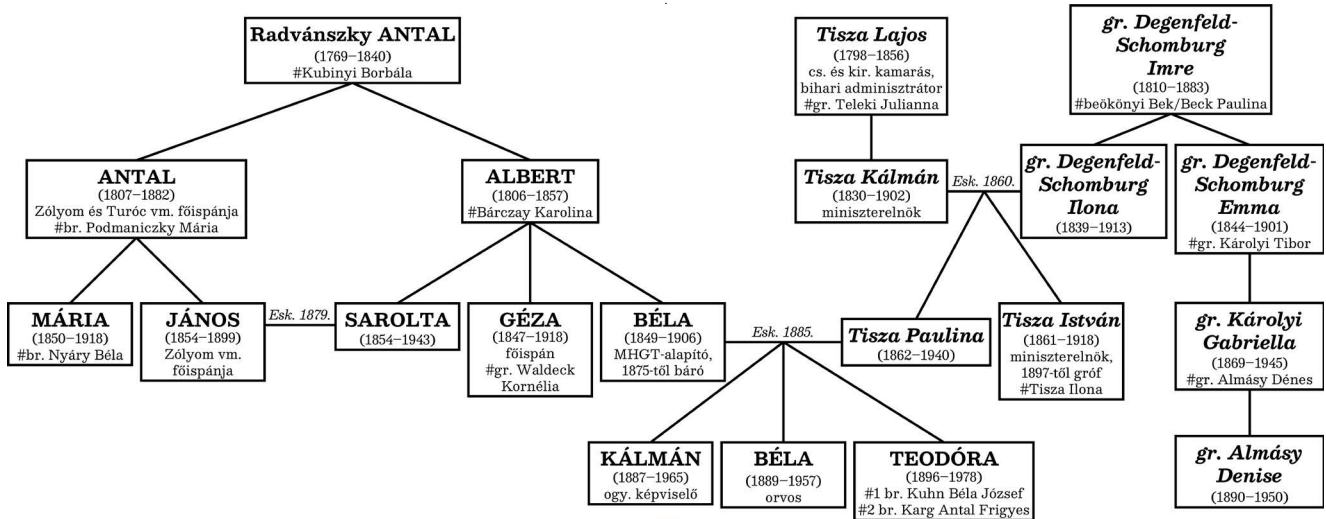 Radvánszky ANTAL
(1769–1840)
#Kubinyi Borbála
Tisza Lajos
(1798–1856)
cs. és kir. kamarás,
bihari adminisztrátor
#gr. Teleki Julianna
gr. Degenfeld-
Schomburg
Imre
(1810–1883)
#beökönyi Bek/Beck Paulina
ANTAL
(1807–1882)
Zólyom és Turóc vm. főispánja
#br. Podmaniczky Mária
ALBERT
(1806–1857)
#Bárczay Karolina
Tisza Kálmán
(1830–1902)
miniszterelnök
Esk. 1860.
gr. Degenfeld-
Schomburg
Ilona
(1839–1913)
gr. Degenfeld-
Schomburg
Emma
(1844–1901)
#gr. Károlyi Tibor
MÁRIA
(1850–1918)
#br. Nyáry Béla
JÁNOS
(1854–1899)
Zólyom vm.
főispánja
Esk. 1879.
SAROLTA
(1854–1943)
GÉZA
(1847–1918)
főispán
#gr. Waldeck
Kornélia
BÉLA
(1849–1906)
MHGT-alapító,
1875-től báró
Esk. 1885.
Tisza Paulina
(1862–1940)
Tisza István
(1861–1918)
miniszterelnök,
1897-től gróf
#Tisza Ilona
gr. Károlyi
Gabriella
(1869–1945)
#gr. Almásy Dénes
KÁLMÁN
(1887–1965)
ogy. képviselő
BÉLA
(1889–1957)
orvos
TEODÓRA
(1896–1978)
#1 br. Kuhn Béla József
#2 br. Karg Antal Frigyes
gr. Almásy
Denise
(1890–1950)